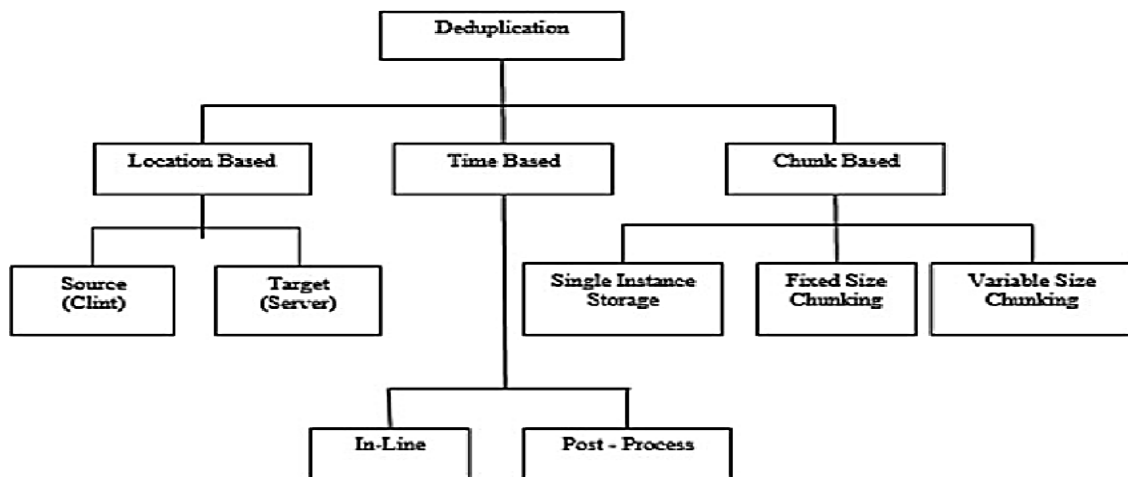 Deduplication
Location Based
Time Based
Chunk Based
Source
(Clint)
Target
(Server)
Single Instance
Storage
Fixed Size
Chunking
Variable Size
Chunking
In-Line
Post - Process